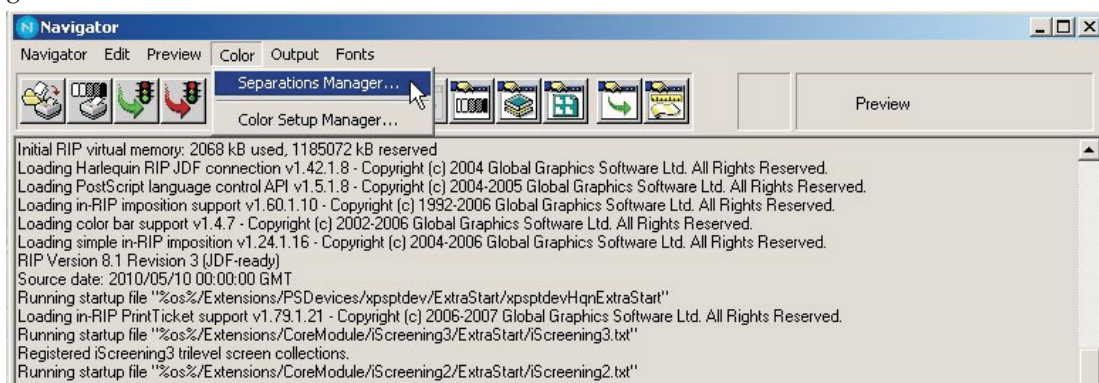 Navigator
Navigator Edit Preview Color Output Fonts
Separations Manager...
Color Setup Manager...
Preview
Initial RIP virtual memory: 2068 kB used, 1185072 kB reserved
Loading Harlequin RIP JDF connection v1.42.1.8 - Copyright (c) 2004 Global Graphics Software Ltd. All Rights Reserved.
Loading PostScript language control API v1.5.1.8 - Copyright (c) 2004-2005 Global Graphics Software Ltd. All Rights Reserved.
Loading in-RIP imposition support v1.60.1.10 - Copyright (c) 1992-2006 Global Graphics Software Ltd. All Rights Reserved.
Loading color bar support v1.4.7 - Copyright (c) 2002-2006 Global Graphics Software Ltd. All Rights Reserved.
Loading simple in-RIP imposition v1.24.1.16 - Copyright (c) 2004-2006 Global Graphics Software Ltd. All Rights Reserved.
RIP Version 8.1 Revision 3 (JDF-ready)
Source date: 2010/05/10 00:00:00 GMT
Running startup file "%os%/Extensions/PSDevices/xpsptdev/ExtraStart/xpsptdevHqnExtraStart"
Loading in-RIP PrintTicket support v1.79.1.21 - Copyright (c) 2006-2007 Global Graphics Software Ltd. All Rights Reserved.
Running startup file "%os%/Extensions/CoreModule/iScreening3/ExtraStart/iScreening3.txt"
Registered iScreening3 trilevel screen collections.
Running startup file "%os%/Extensions/CoreModule/iScreening2/ExtraStart/iScreening2.txt"